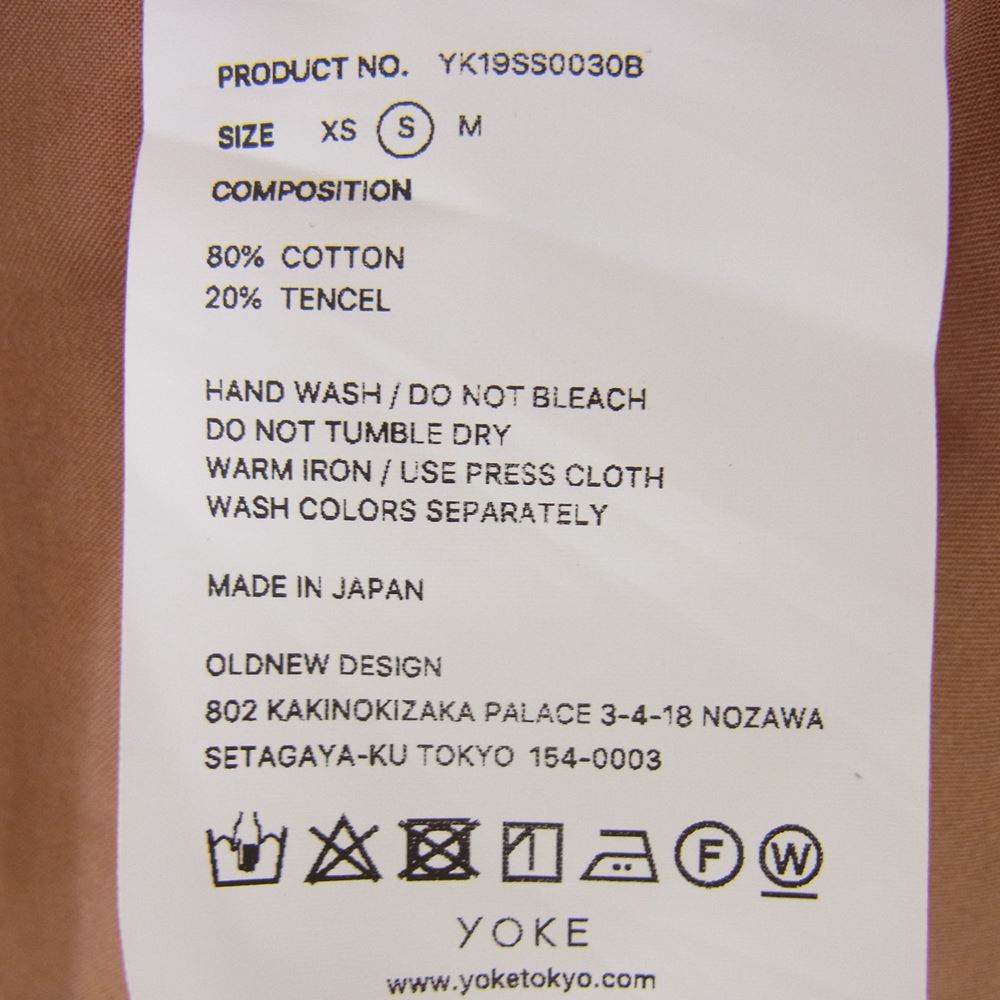 PRODUCT NO. YK19SS0030B
SIZE XS S M
COMPOSITION
80% COTTON
20% TENCEL
HAND WASH / DO NOT BLEACH
DO NOT TUMBLE DRY
WARM IRON / USE PRESS CLOTH
WASH COLORS SEPARATELY
MADE IN JAPAN
OLDNEW DESIGN
802 KAKINOKIZAKA PALACE 3-4-18 NOZAWA
SETAGAYA-KU TOKYO 154-0003
F W
YOKE
www.yoketokyo.com